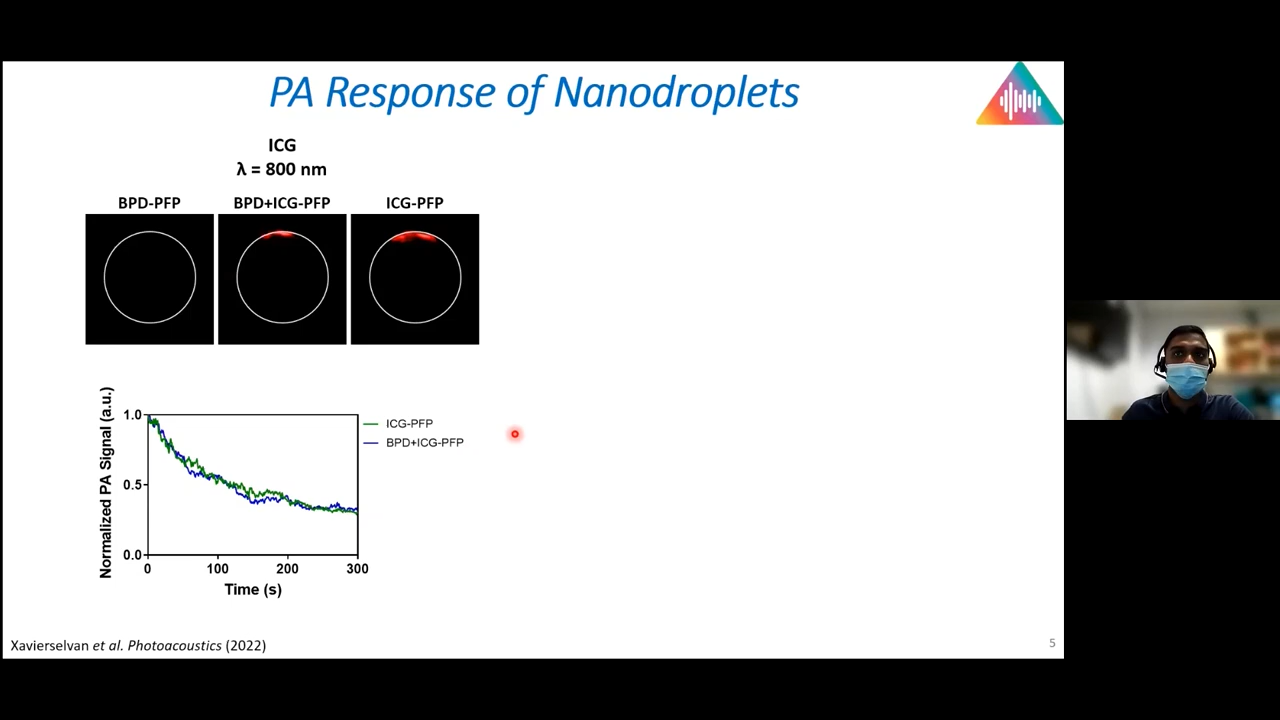 PA Response of Nanodroplets
ICG
λ = 800 nm
BPD-PFP
BPD+ICG-PFP
ICG-PFP
Normalized PA Signal (a.u.)
1.0
0.5
0.0
0
100
200
300
Time (s)
ICG-PFP
BPD+ICG-PFP
Xavierselvan et al. Photoacoustics (2022)
5